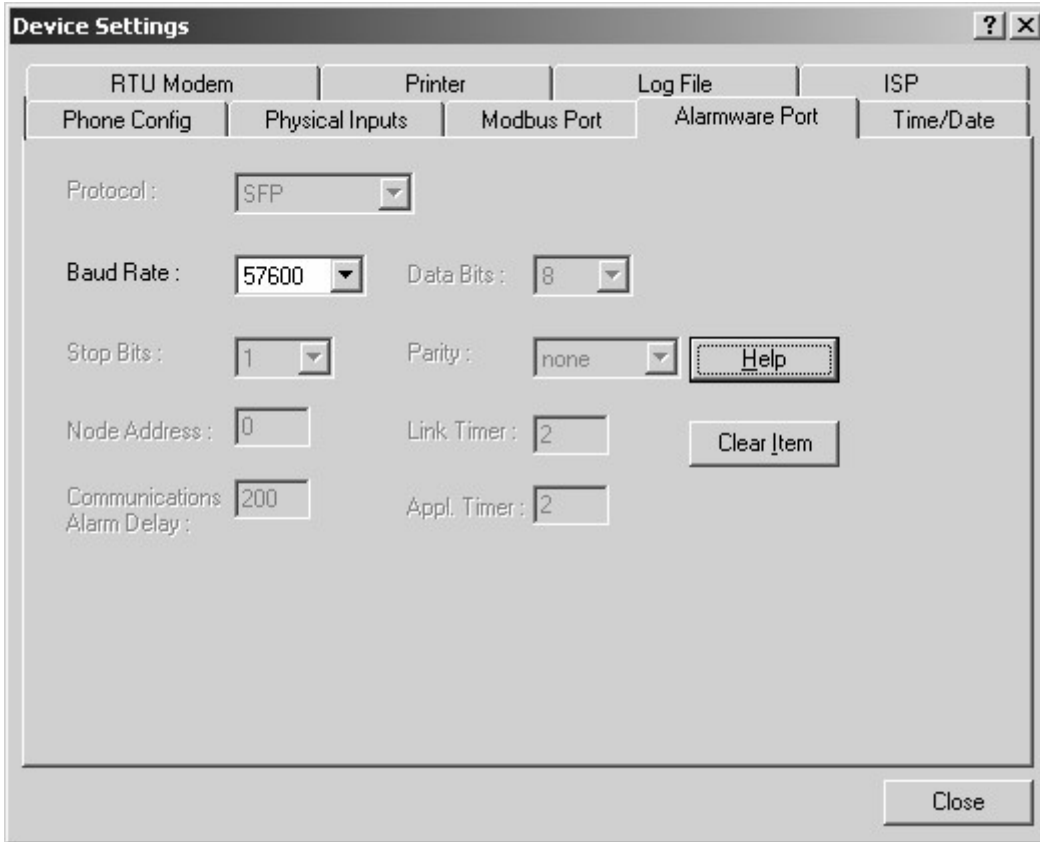 Device Settings
RTU Modem Printer Log File ISP
Phone Config Physical Inputs Modbus Port Alarmware Port Time/Date
Protocol : SFP
Baud Rate : 57600 Data Bits : 8
Stop Bits : 1 Parity : none Help
Node Address : 0 Link Timer : 2 Clear Item
Communications
Alarm Delay : 200 Appl. Timer : 2
Close